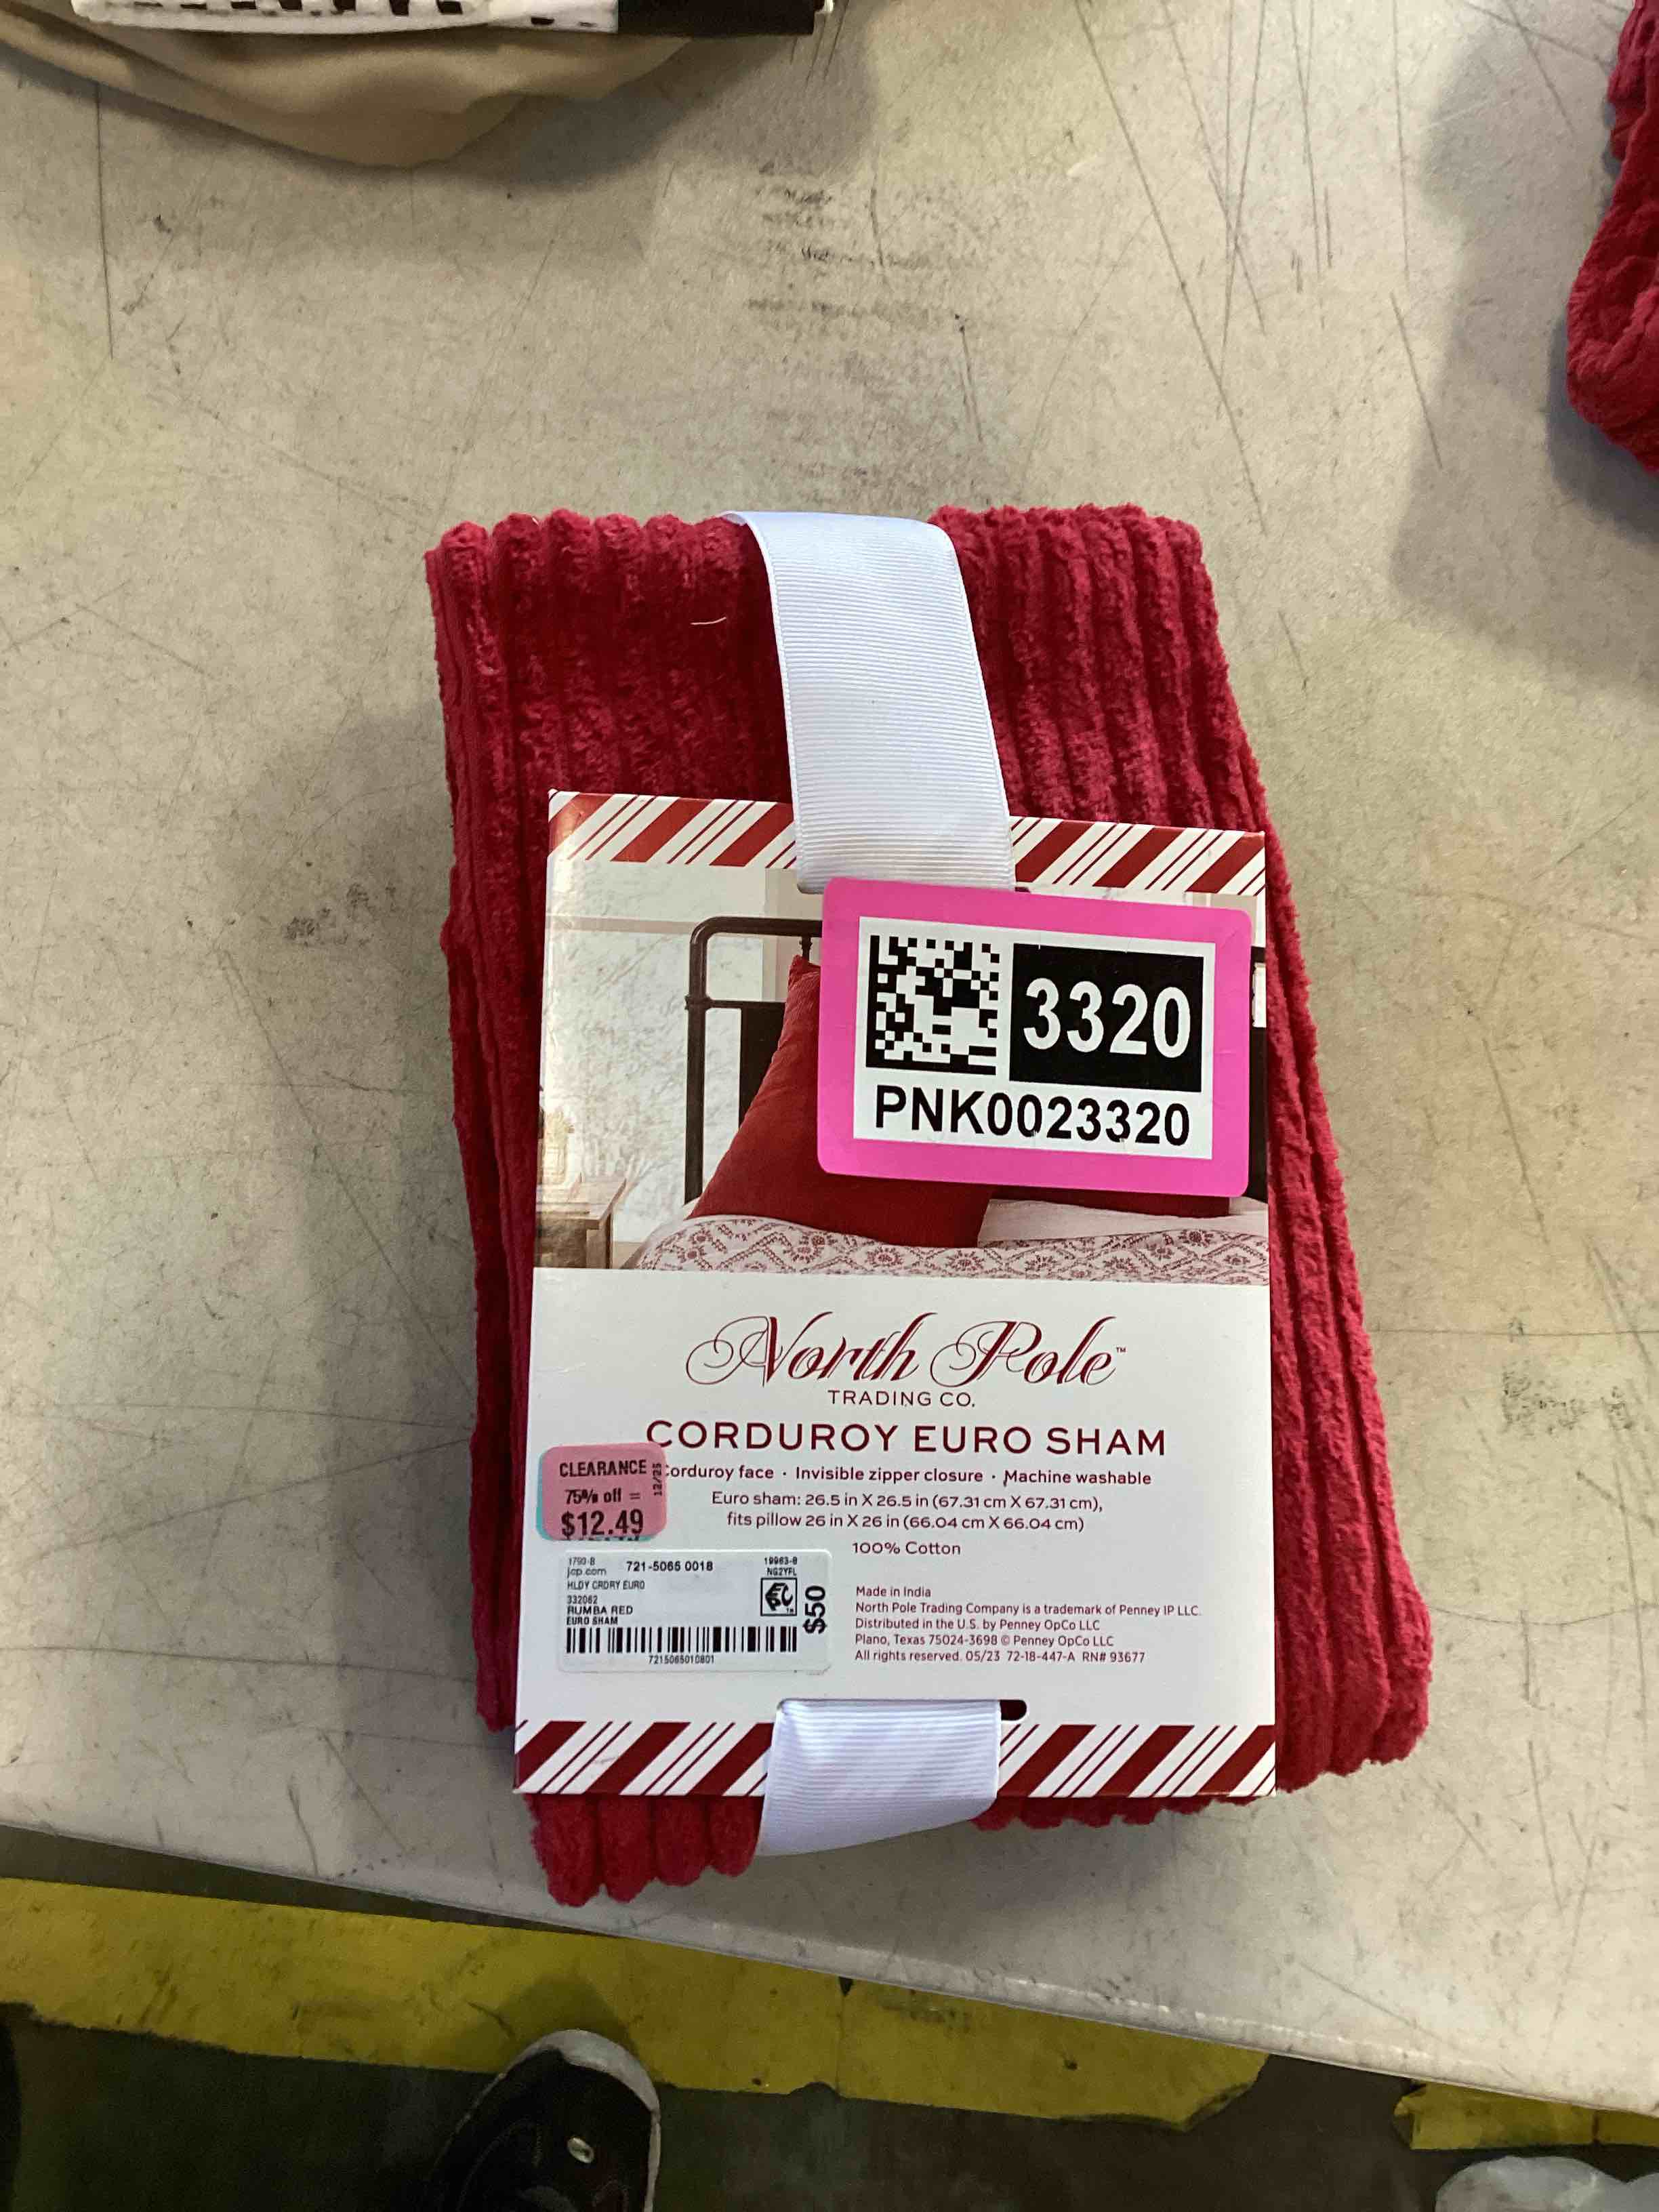 3320
PNK0023320
North Pole™
TRADING CO.
CORDUROY EURO SHAM
Corduroy face · Invisible zipper closure · Machine washable
Euro sham: 26.5 in X 26.5 in (67.31 cm X 67.31 cm),
fits pillow 26 in X 26 in (66.04 cm X 66.04 cm)
100% Cotton
CLEARANCE
75% off =
$12.49
12/25
1793-8
jcp.com 721-5065 0018
19963-8
NG2YFL
HLDY CRDRY EURO
332062
RUMBA RED
EURO SHAM
$50
7215065010801
Made in India
North Pole Trading Company is a trademark of Penney IP LLC.
Distributed in the U.S. by Penney OpCo LLC
Plano, Texas 75024-3698 © Penney OpCo LLC
All rights reserved. 05/23 72-18-447-A RN# 93677